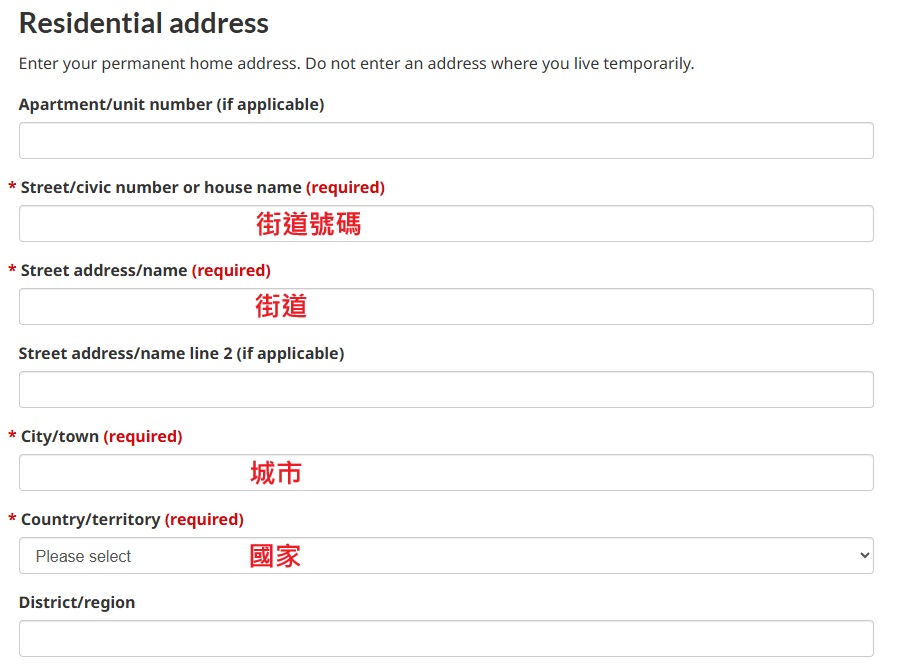 Residential address
Enter your permanent home address. Do not enter an address where you live temporarily.
Apartment/unit number (if applicable)
* Street/civic number or house name (required)
街道號碼
* Street address/name (required)
街道
Street address/name line 2 (if applicable)
* City/town (required)
城市
* Country/territory (required)
Please select 國家
District/region